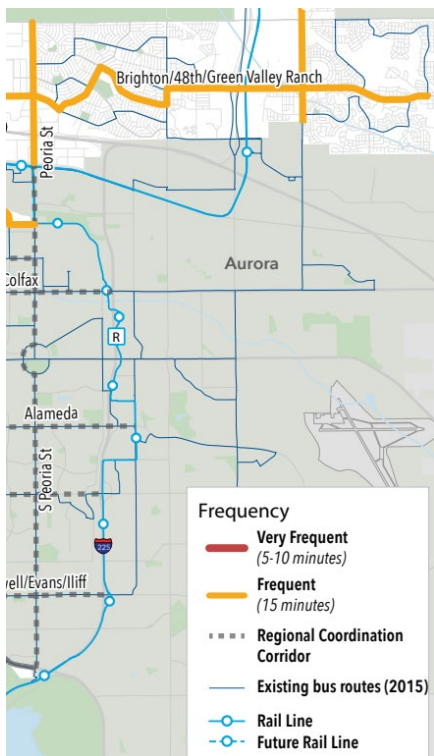 Brighton/48th/Green Valley Ranch
Peoria St
Aurora
Colfax
R
Alameda
S Peoria St
225
vell/Evans/Iliff
Frequency
Very Frequent
(5-10 minutes)
Frequent
(15 minutes)
Regional Coordination
Corridor
Existing bus routes (2015)
Rail Line
Future Rail Line